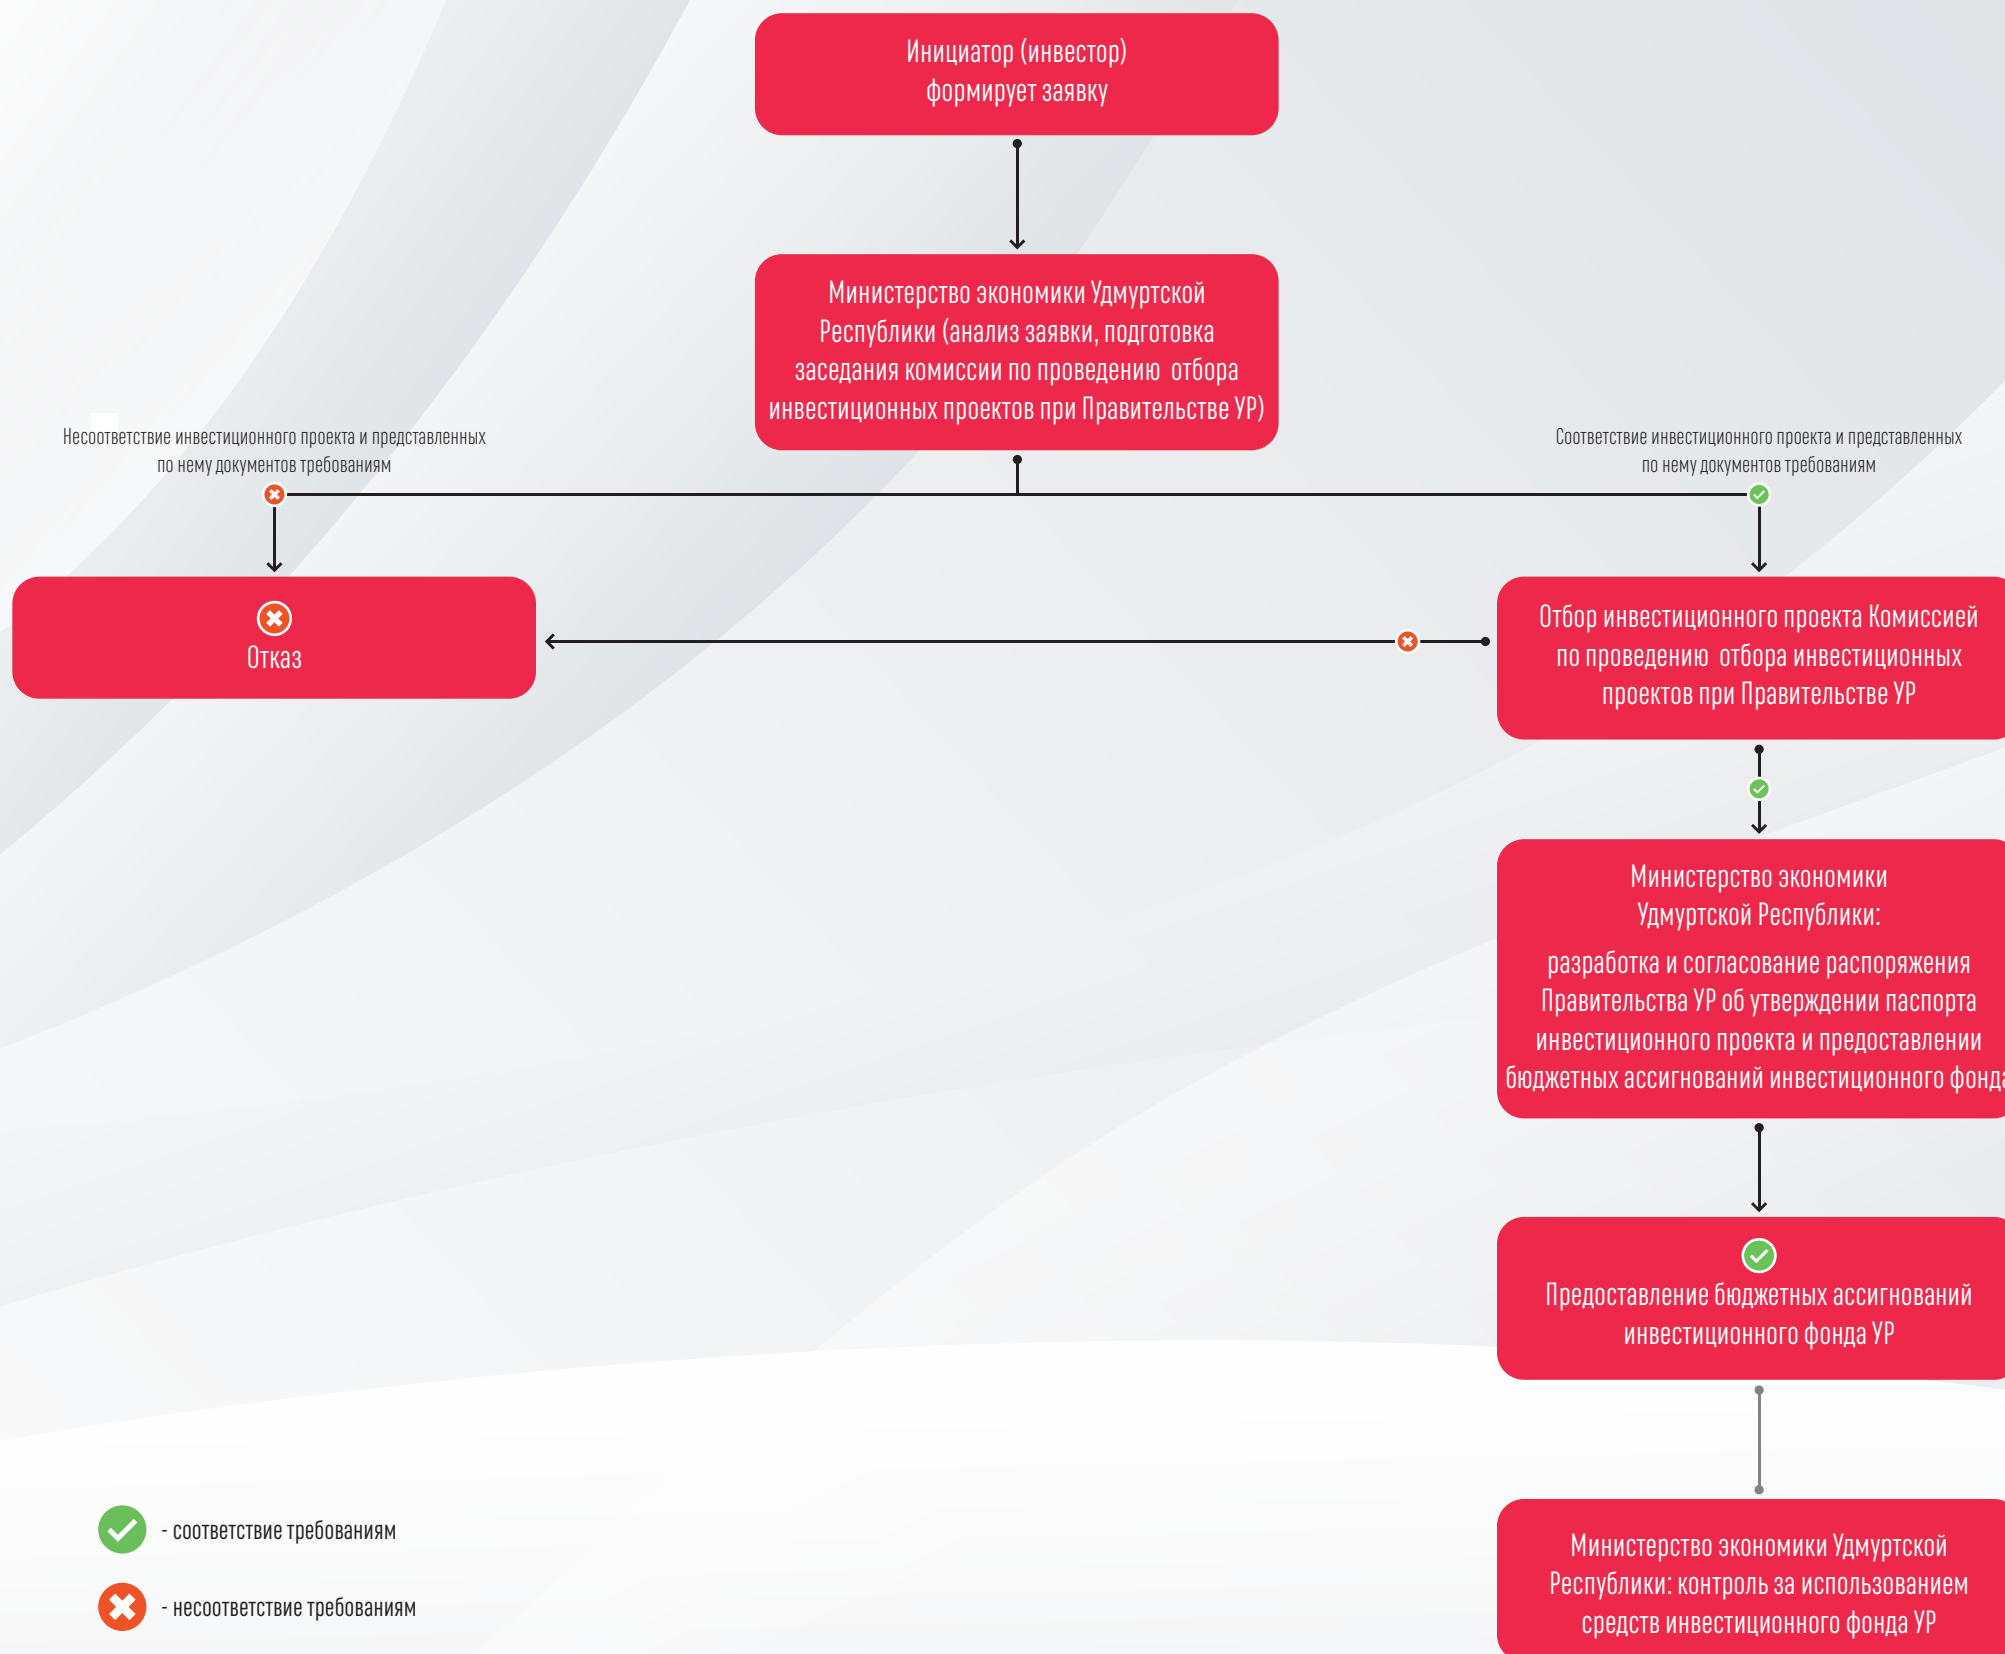 Инициатор (инвестор)
формирует заявку
Министерство экономики Удмуртской
Республики (анализ заявки, подготовка
заседания комиссии по проведению отбора
инвестиционных проектов при Правительстве УР)
Несоответствие инвестиционного проекта и представленных
по нему документов требованиям
Соответствие инвестиционного проекта и представленных
по нему документов требованиям
Отказ
Отбор инвестиционного проекта Комиссией
по проведению отбора инвестиционных
проектов при Правительстве УР
Министерство экономики
Удмуртской Республики:
разработка и согласование распоряжения
Правительства УР об утверждении паспорта
инвестиционного проекта и предоставлении
бюджетных ассигнований инвестиционного фонда
Предоставление бюджетных ассигнований
инвестиционного фонда УР
- соответствие требованиям
- несоответствие требованиям
Министерство экономики Удмуртской
Республики: контроль за использованием
средств инвестиционного фонда УР